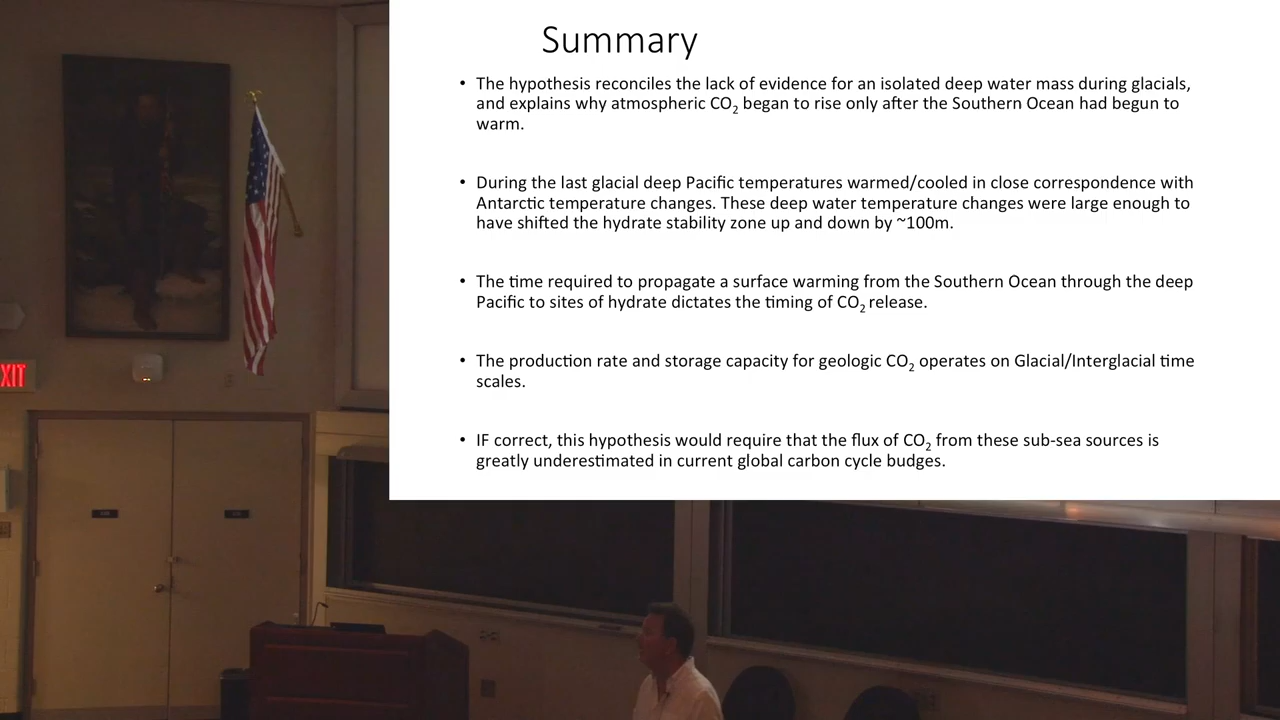 Summary
• The hypothesis reconciles the lack of evidence for an isolated deep water mass during glacials,
and explains why atmospheric CO₂ began to rise only after the Southern Ocean had begun to
warm.
• During the last glacial deep Pacific temperatures warmed/cooled in close correspondence with
Antarctic temperature changes. These deep water temperature changes were large enough to
have shifted the hydrate stability zone up and down by ~100m.
• The time required to propagate a surface warming from the Southern Ocean through the deep
Pacific to sites of hydrate dictates the timing of CO₂ release.
• The production rate and storage capacity for geologic CO₂ operates on Glacial/Interglacial time
scales.
• IF correct, this hypothesis would require that the flux of CO₂ from these sub-sea sources is
greatly underestimated in current global carbon cycle budges.
XIT